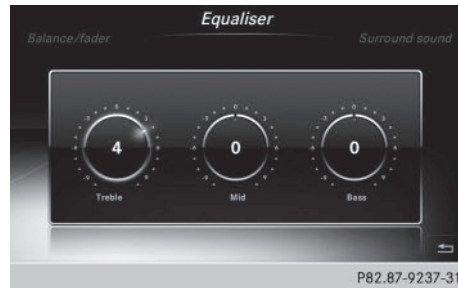 Equaliser
Balance/fader Surround sound
4 0 0
Treble Mid Bass
P82.87-9237-31